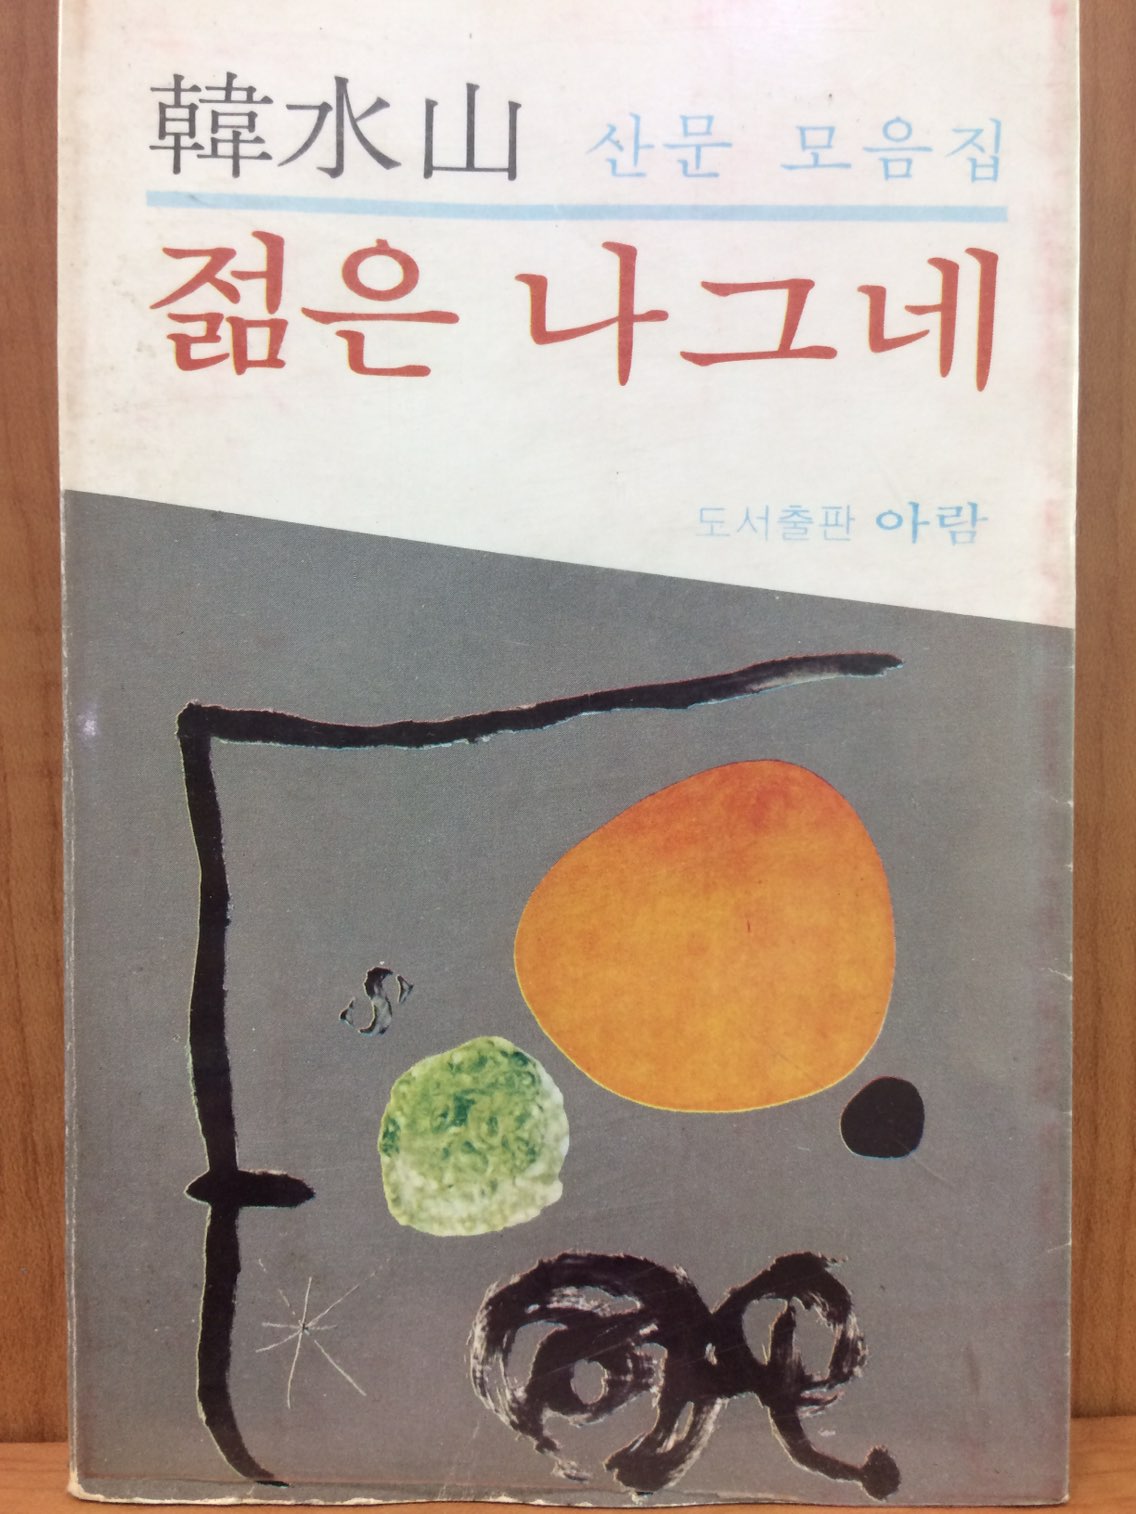 韓水山 산문 모음집
젊은 나그네
도서출판 아람